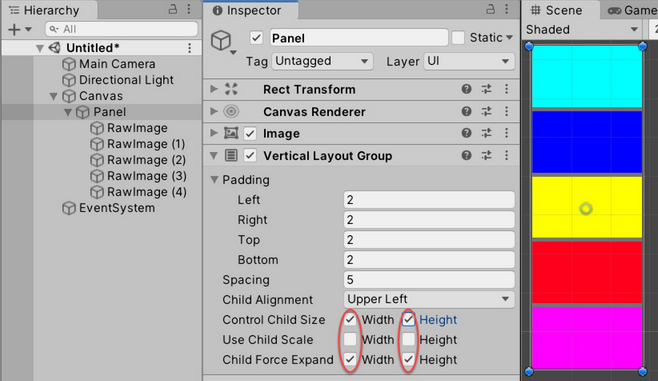 Hierarchy
All
Untitled*
Main Camera
Directional Light
Canvas
Panel
RawImage
RawImage (1)
RawImage (2)
RawImage (3)
RawImage (4)
EventSystem
Inspector
Panel
Static
Tag Untagged Layer UI
Rect Transform
Canvas Renderer
Image
Vertical Layout Group
Padding
Left 2
Right 2
Top 2
Bottom 2
Spacing 5
Child Alignment Upper Left
Control Child Size Width Height
Use Child Scale Width Height
Child Force Expand Width Height
Scene Game
Shaded 2